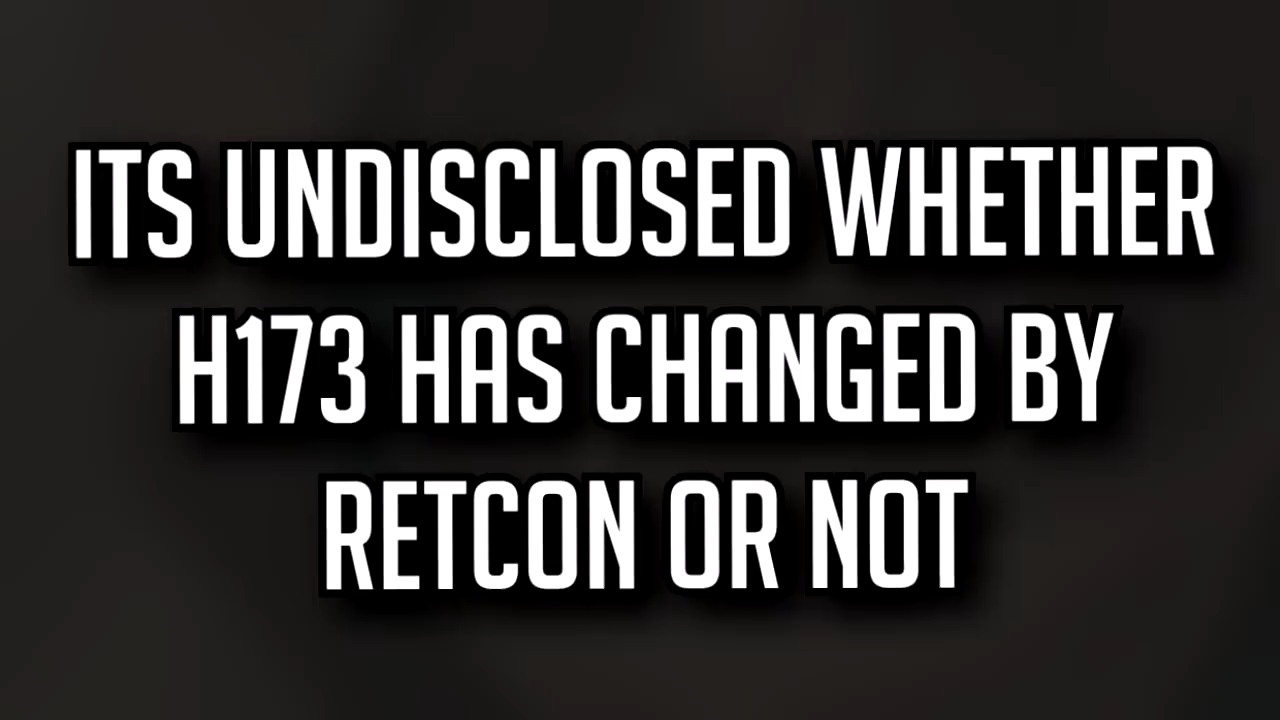 ITS UNDISCLOSED WHETHER
H173 HAS CHANGED BY
RETCON OR NOT